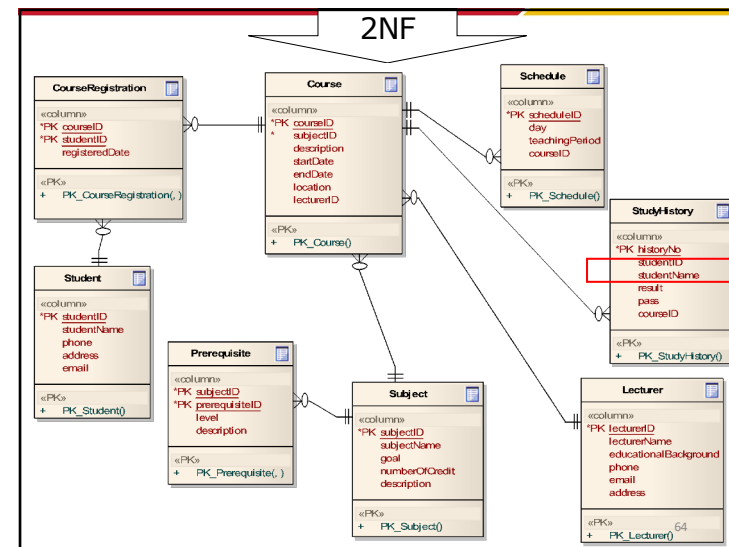 2NF
CourseRegistration
«column»
*PK courseID
*PK studentID
registeredDate
«PK»
+ PK_CourseRegistration(, )
Course
«column»
*PK courseID
* subjectID
description
startDate
endDate
location
lecturerID
«PK»
+ PK_Course()
Schedule
«column»
*PK scheduleID
day
teachingPeriod
courseID
«PK»
+ PK_Schedule()
StudyHistory
«column»
*PK historyNo
studentID
studentName
result
pass
courseID
«PK»
+ PK_StudyHistory()
Student
«column»
*PK studentID
studentName
phone
address
email
«PK»
+ PK_Student()
Prerequisite
«column»
*PK subjectID
*PK prerequisiteID
level
description
«PK»
+ PK_Prerequisite(, )
Subject
«column»
*PK subjectID
subjectName
goal
numberOfCredit
description
«PK»
+ PK_Subject()
Lecturer
«column»
*PK lecturerID
lecturerName
educationalBackground
phone
email
address
«PK»
+ PK_Lecturer()
64